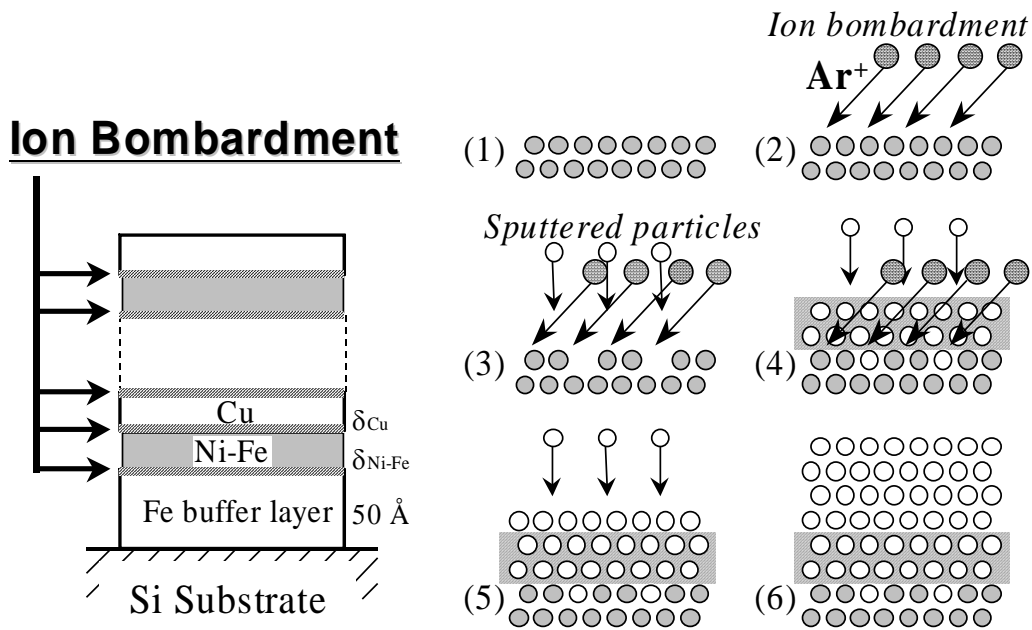 Ion Bombardment
Cu
δCu
Ni-Fe
δNi-Fe
Fe buffer layer
50 Å
Si Substrate
(1)
Ion bombardment
Ar+
(2)
Sputtered particles
(3)
(4)
(5)
(6)